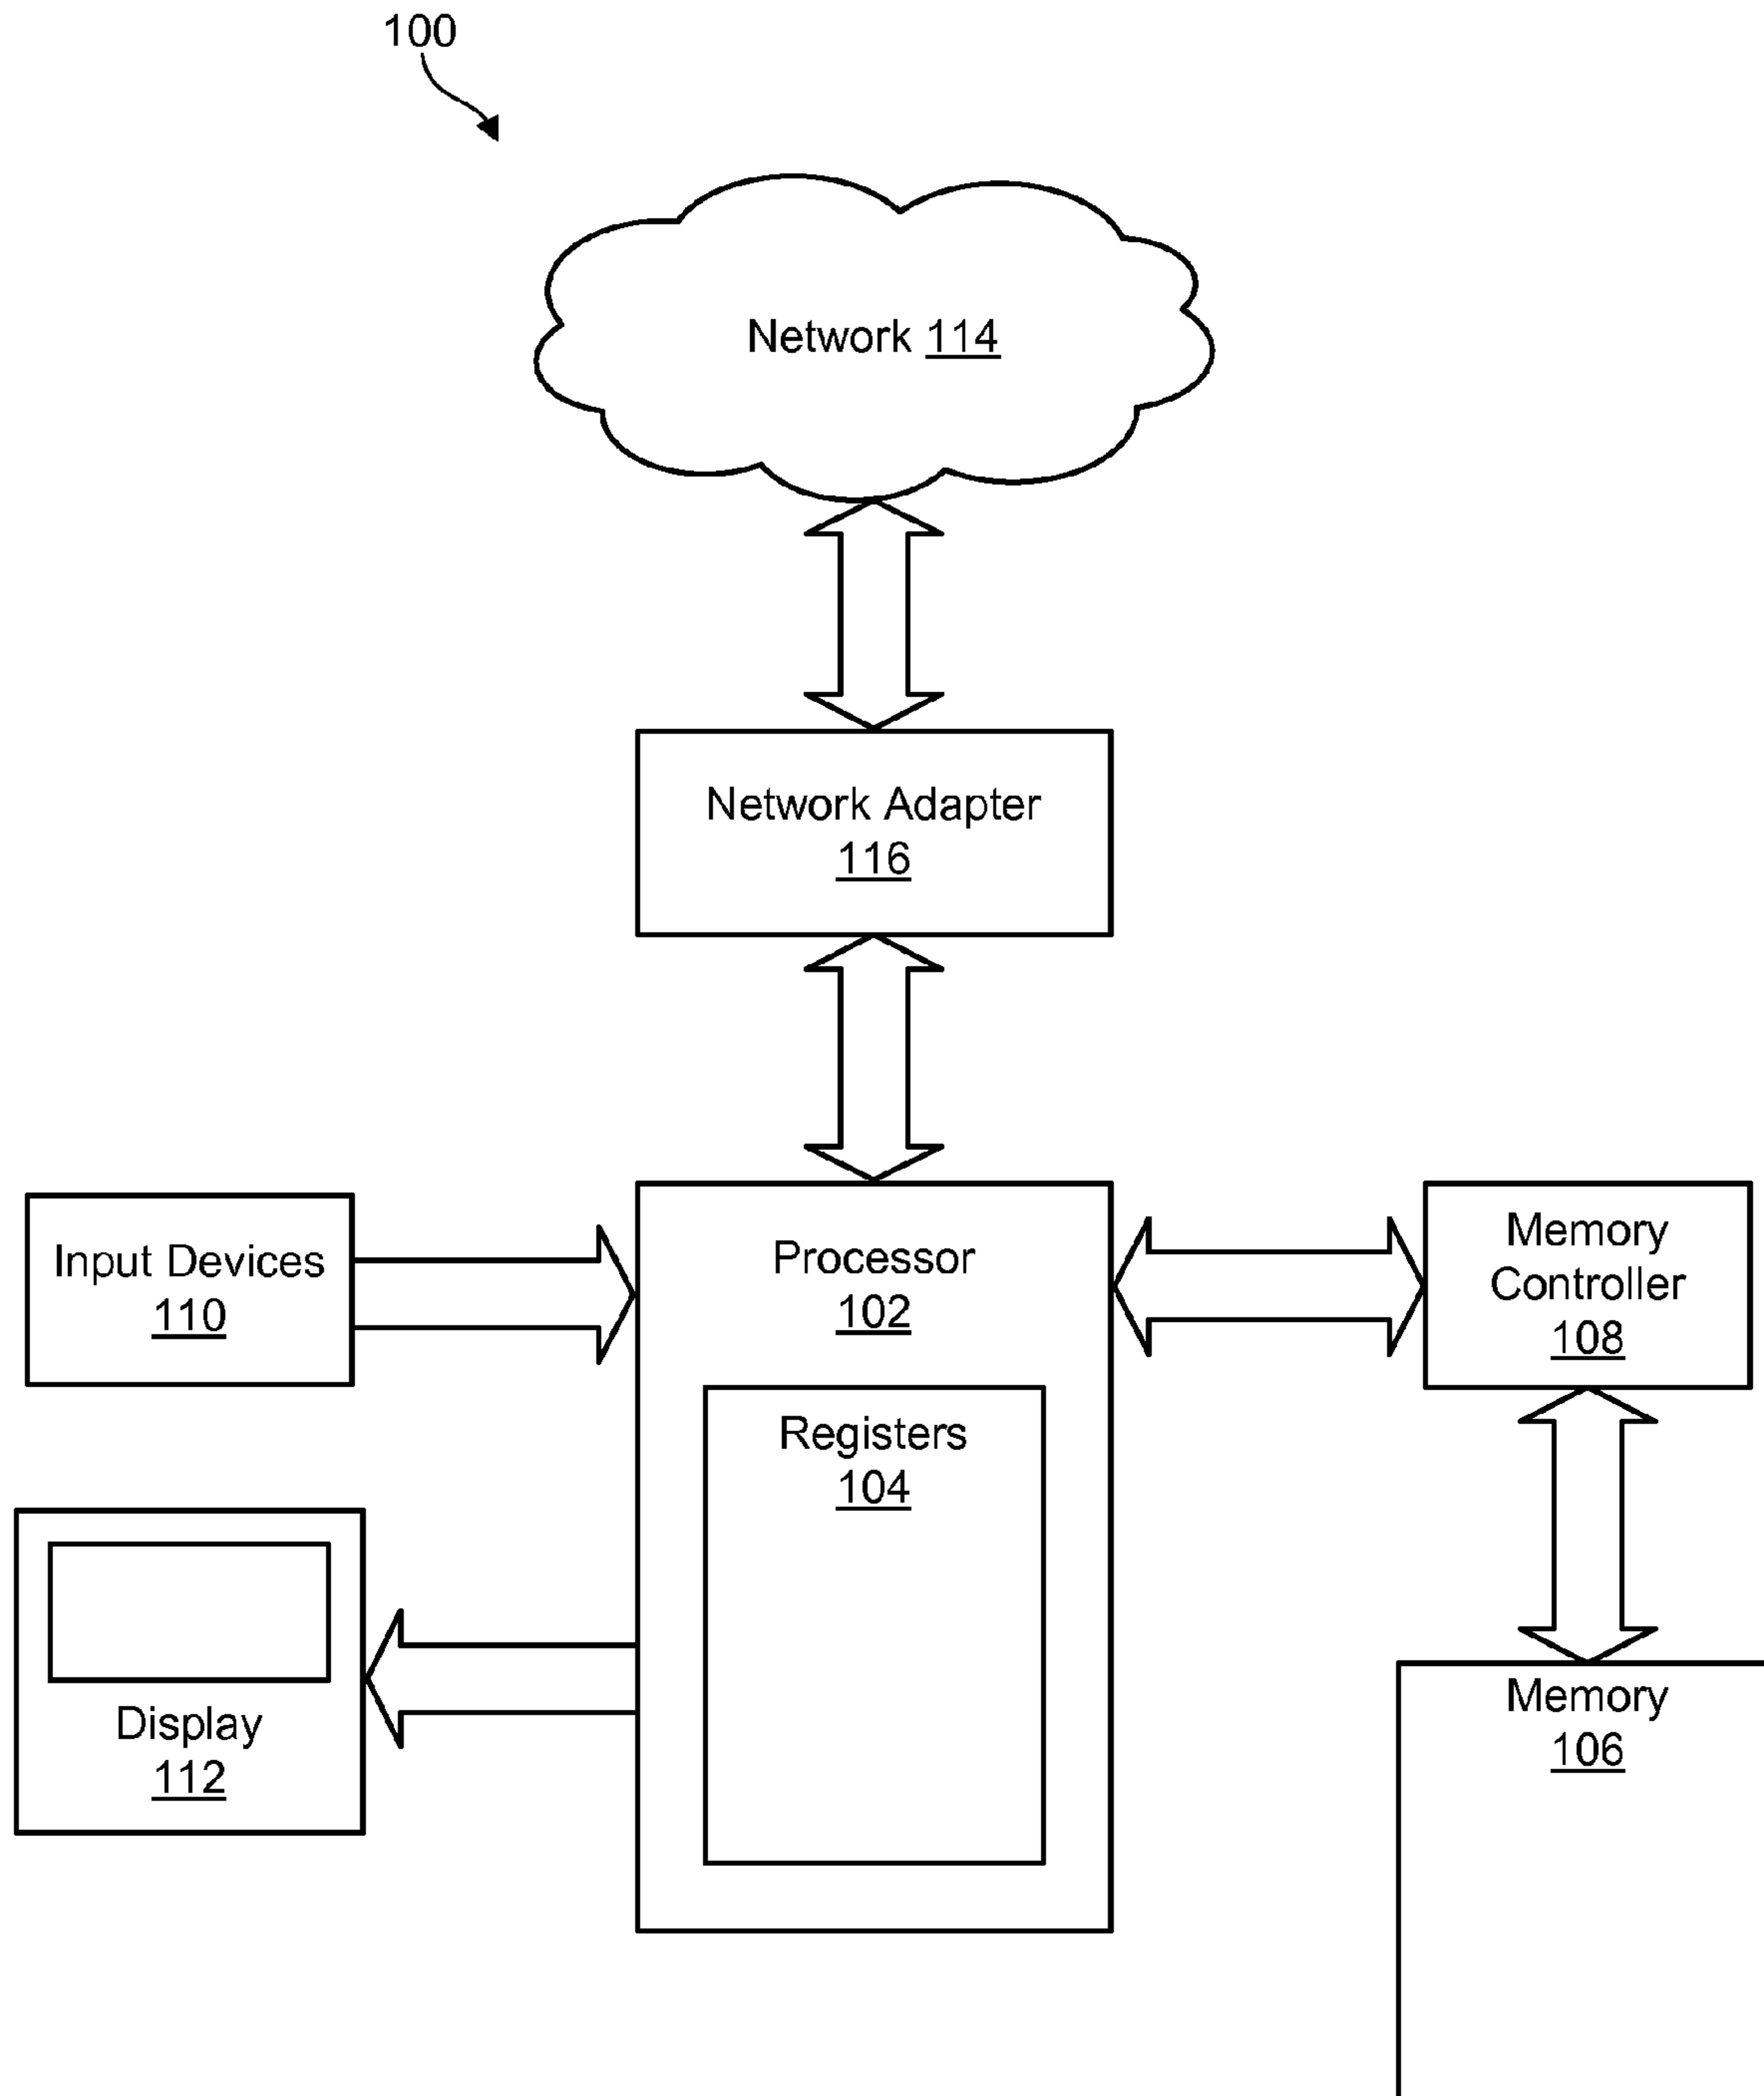 100
Network 114
Network Adapter
116
Input Devices
110
Processor
102
Memory
Controller
108
Registers
104
Display
112
Memory
106